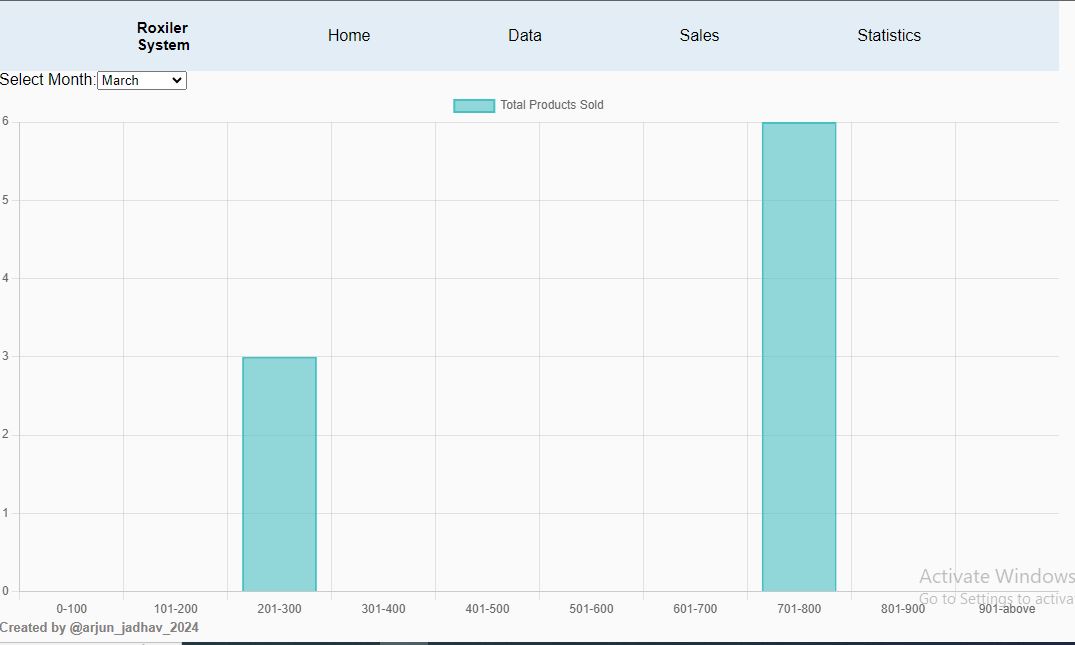 Roxiler
System
Home
Data
Sales
Statistics
Select Month: March
Total Products Sold
6
5
4
3
2
1
0
0-100 101-200 201-300 301-400 401-500 501-600 601-700 701-800 801-900 901-above
Activate Windows
Go to Settings to activa
Created by @arjun_jadhav_2024